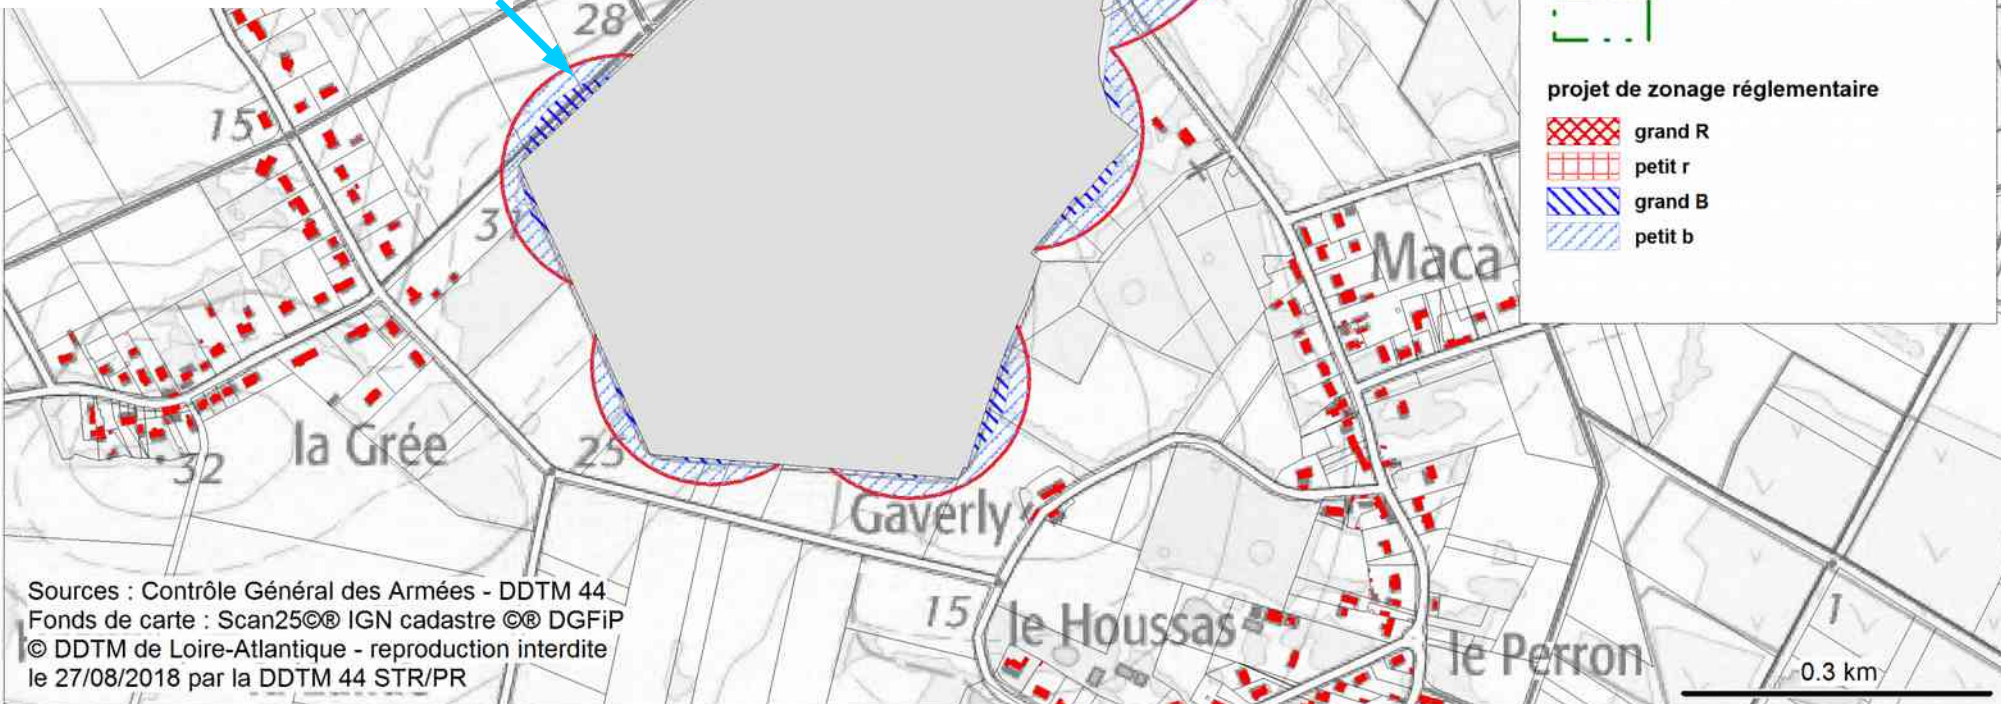 28
15
31
Maca
la Grée
32
25
Gaverly
15
le Houssas
le Perron
1
projet de zonage réglementaire
grand R
petit r
grand B
petit b
Sources : Contrôle Général des Armées - DDTM 44
Fonds de carte : Scan25©® IGN cadastre ©® DGFiP
© DDTM de Loire-Atlantique - reproduction interdite
le 27/08/2018 par la DDTM 44 STR/PR
0.3 km